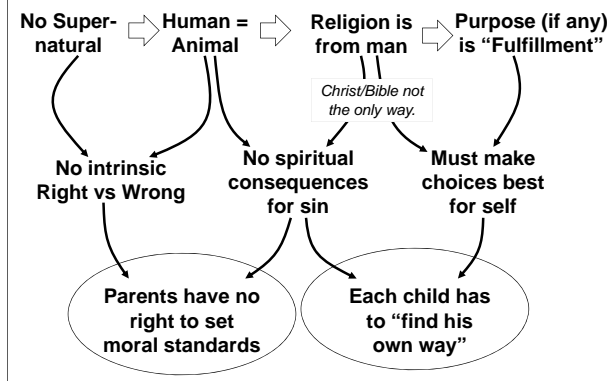 No Super-
natural
Human =
Animal
Religion is
from man
Purpose (if any)
is “Fulfillment”
Christ/Bible not
the only way.
No intrinsic
Right vs Wrong
No spiritual
consequences
for sin
Must make
choices best
for self
Parents have no
right to set
moral standards
Each child has
to “find his
own way”